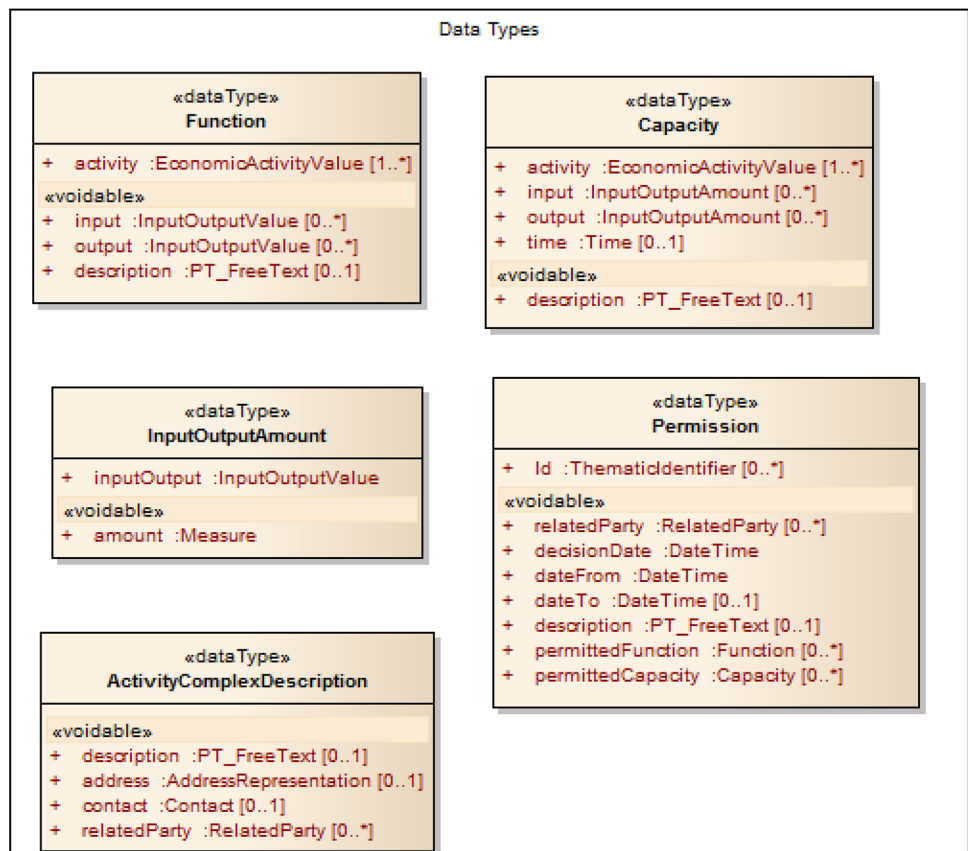 Data Types
«dataType»
Function
+ activity :EconomicActivityValue [1..*]
«voidable»
+ input :InputOutputValue [0..*]
+ output :InputOutputValue [0..*]
+ description :PT_FreeText [0..1]
«dataType»
Capacity
+ activity :EconomicActivityValue [1..*]
+ input :InputOutputAmount [0..*]
+ output :InputOutputAmount [0..*]
+ time :Time [0..1]
«voidable»
+ description :PT_FreeText [0..1]
«dataType»
InputOutputAmount
+ inputOutput :InputOutputValue
«voidable»
+ amount :Measure
«dataType»
Permission
+ Id :ThematicIdentifier [0..*]
«voidable»
+ relatedParty :RelatedParty [0..*]
+ decisionDate :DateTime
+ dateFrom :DateTime
+ dateTo :DateTime [0..1]
+ description :PT_FreeText [0..1]
+ permittedFunction :Function [0..*]
+ permittedCapacity :Capacity [0..*]
«dataType»
ActivityComplexDescription
«voidable»
+ description :PT_FreeText [0..1]
+ address :AddressRepresentation [0..1]
+ contact :Contact [0..1]
+ relatedParty :RelatedParty [0..*]